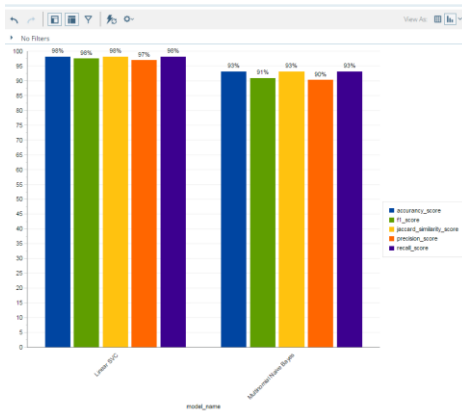 View As:
No Filters
100
95
90
85
80
75
70
65
60
55
50
45
40
35
30
25
20
15
10
5
0
98% 98% 98% 97% 98%
93% 91% 93% 90% 93%
Linear SVC
Multinomial Naive Bayes
model_name
accurancy_score
f1_score
jaccard_similarity_score
precision_score
recall_score